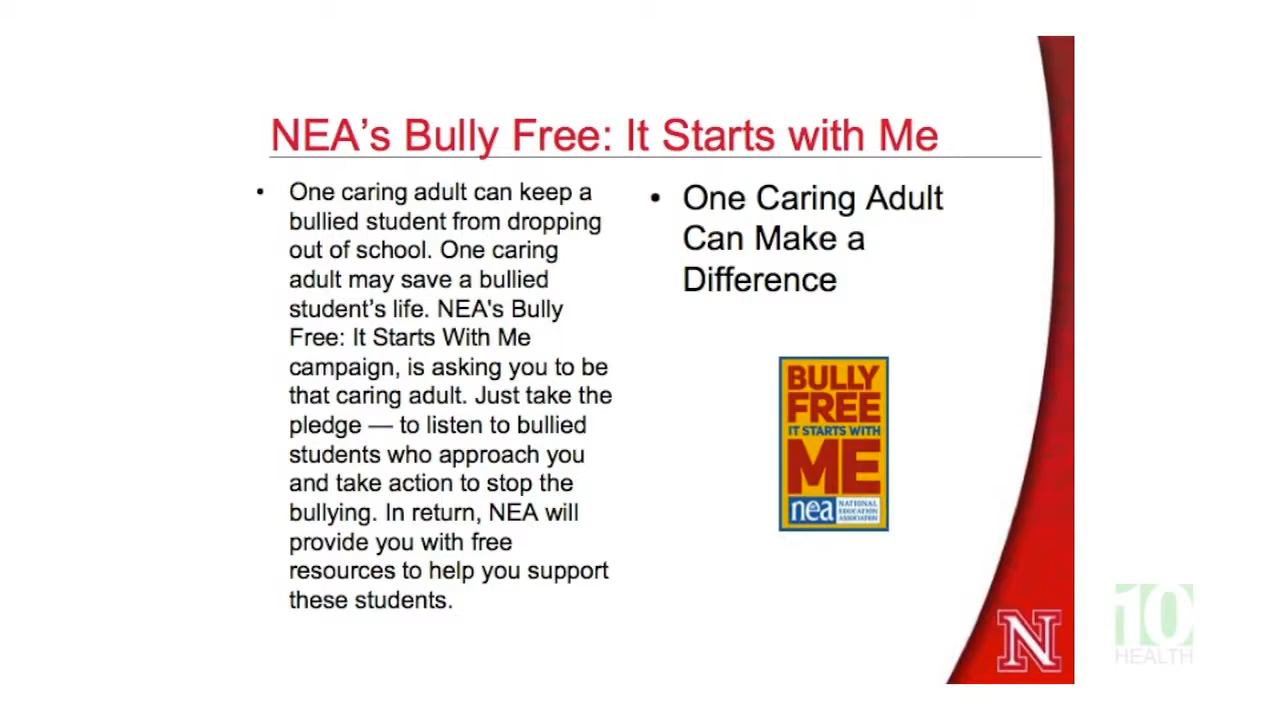 NEA's Bully Free: It Starts with Me
• One caring adult can keep a
bullied student from dropping
out of school. One caring
adult may save a bullied
student's life. NEA's Bully
Free: It Starts With Me
campaign, is asking you to be
that caring adult. Just take the
pledge — to listen to bullied
students who approach you
and take action to stop the
bullying. In return, NEA will
provide you with free
resources to help you support
these students.
• One Caring Adult
Can Make a
Difference
BULLY
FREE
IT STARTS WITH
ME
nea
NATIONAL
EDUCATION
ASSOCIATION
N
10
HEALTH